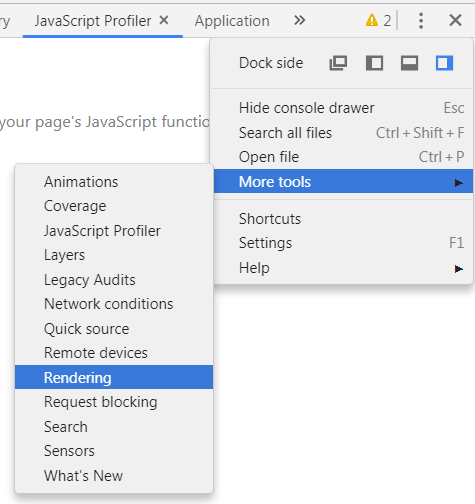 ry JavaScript Profiler × Application » 2
Dock side
Hide console drawer Esc
your page's JavaScript functio
Search all files Ctrl + Shift + F
Open file Ctrl + P
More tools
Animations
Coverage
JavaScript Profiler
Layers
Legacy Audits
Network conditions
Quick source
Remote devices
Rendering
Request blocking
Search
Sensors
What's New
Shortcuts
Settings F1
Help